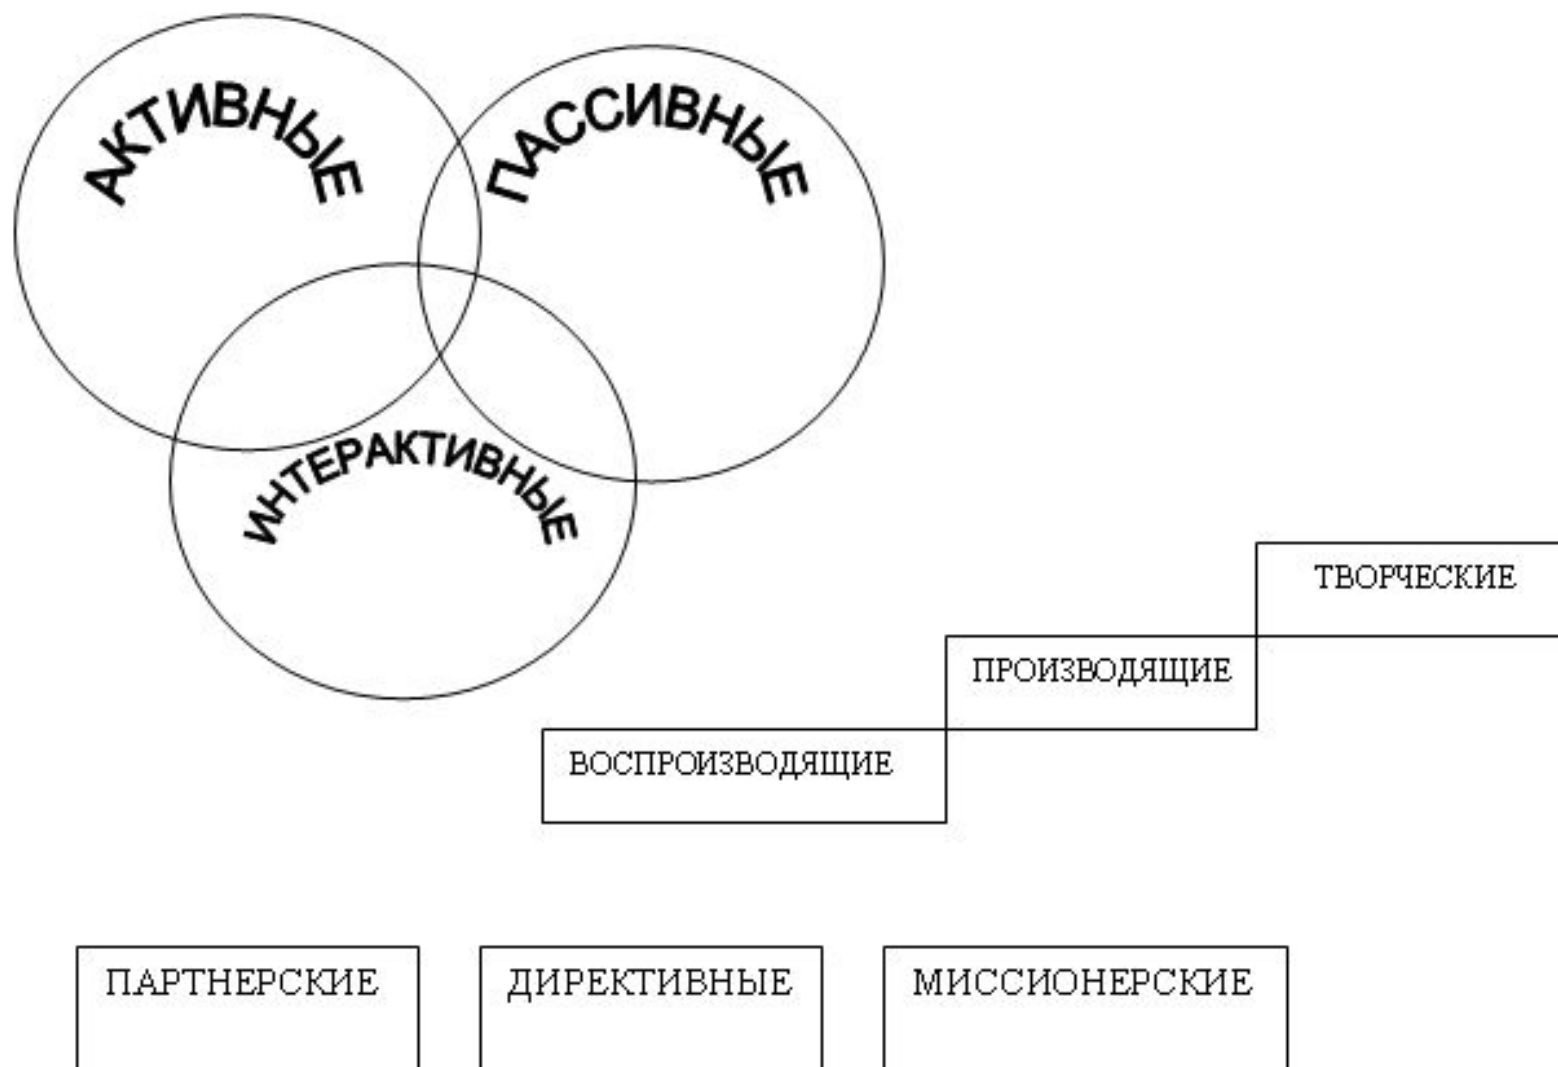 АКТИВНЫЕ
ПАССИВНЫЕ
ИНТЕРАКТИВНЫЕ
ТВОРЧЕСКИЕ
ПРОИЗВОДЯЩИЕ
ВОСПРОИЗВОДЯЩИЕ
ПАРТНЕРСКИЕ
ДИРЕКТИВНЫЕ
МИССИОНЕРСКИЕ